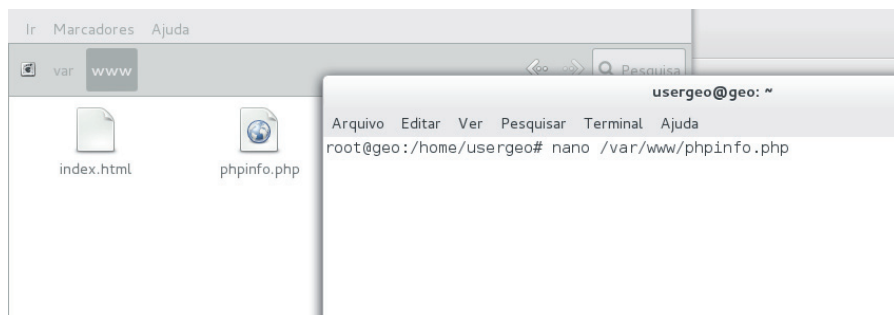 Ir Marcadores Ajuda
var www
Pesquisa
index.html
phpinfo.php
usergeo@geo: ~
Arquivo Editar Ver Pesquisar Terminal Ajuda
root@geo:/home/usergeo# nano /var/www/phpinfo.php